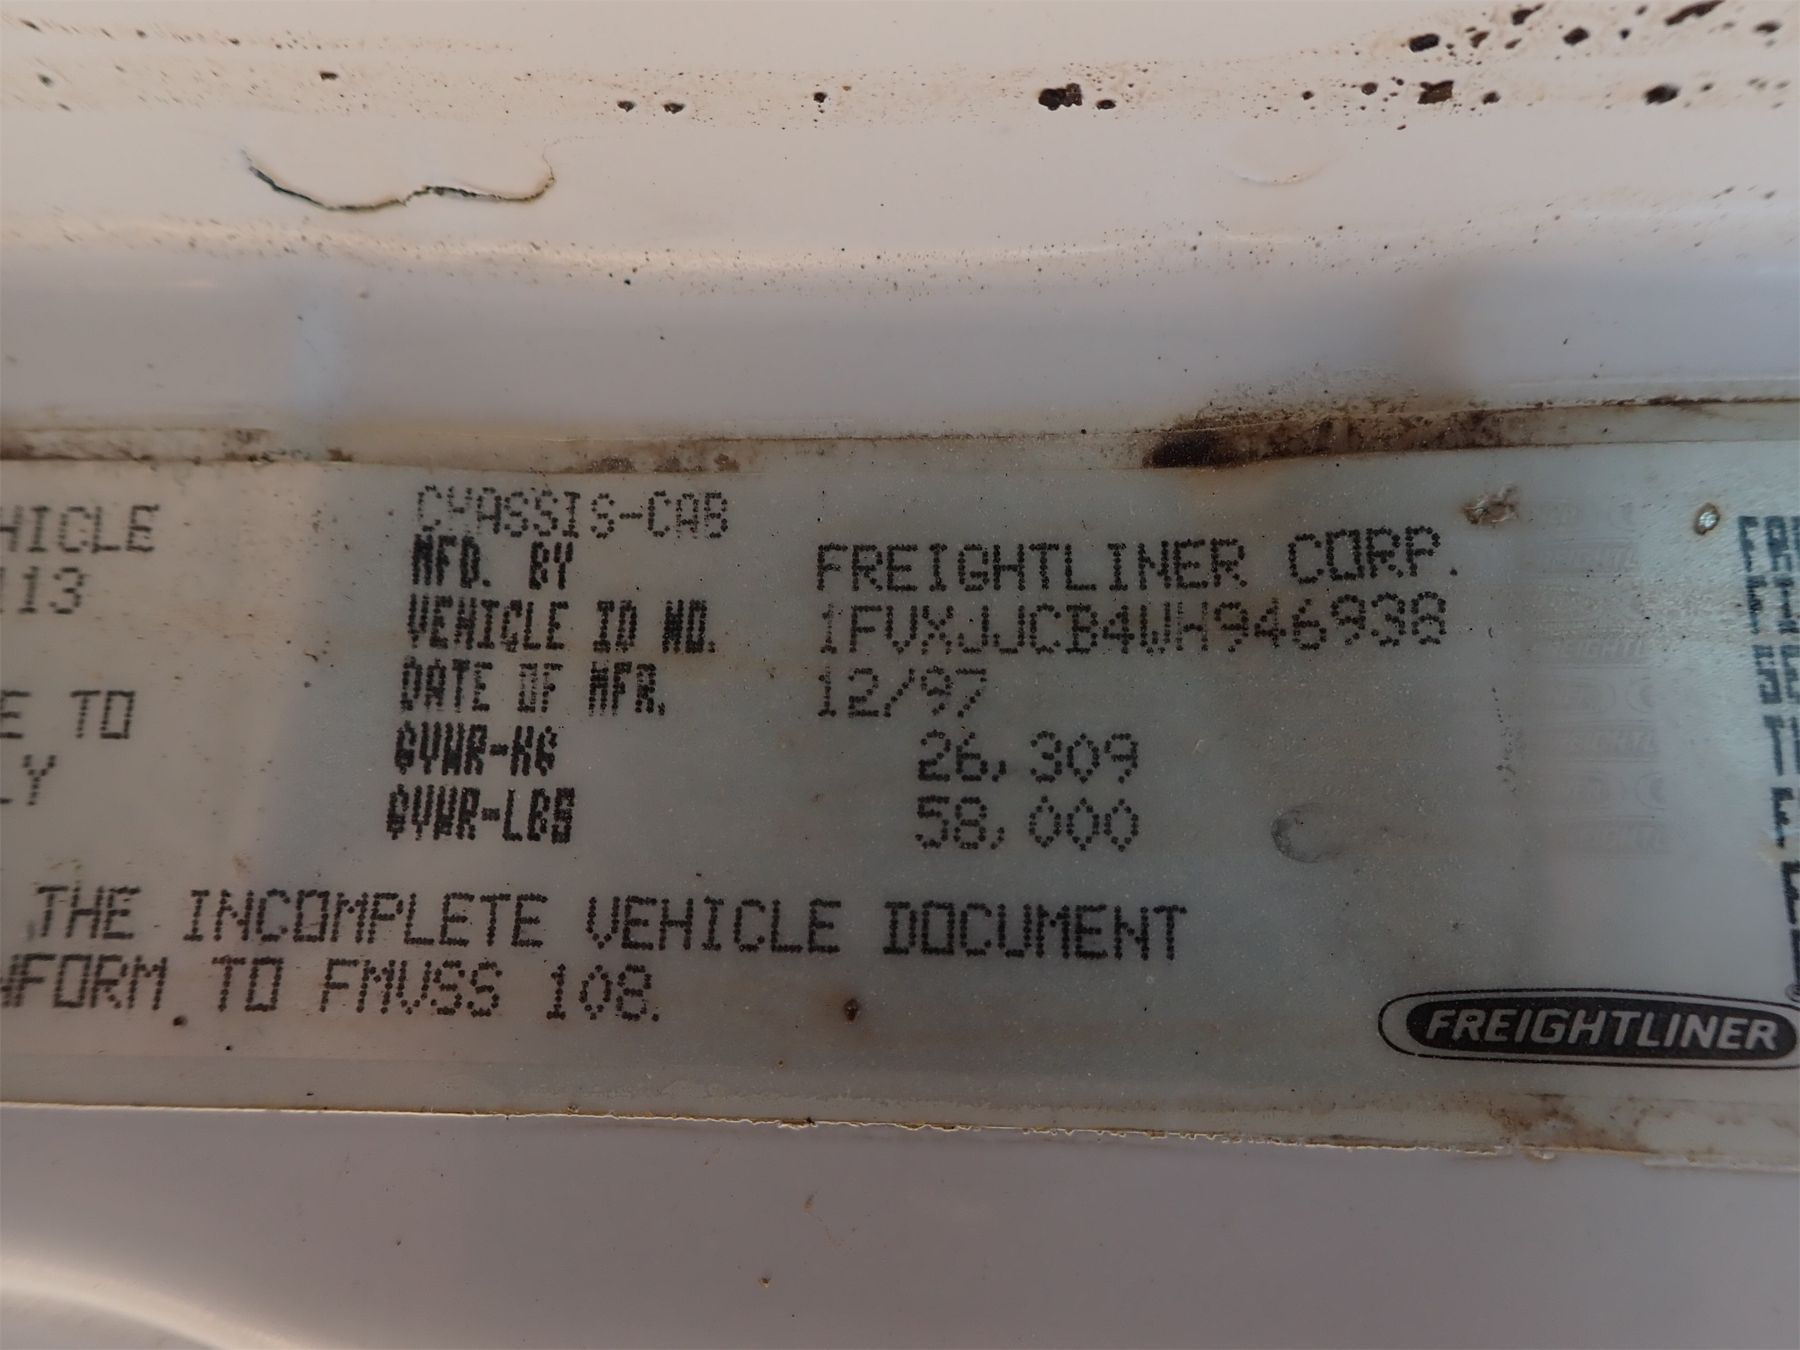 HICLE
113
E TO
LY
CHASSIS-CAB
MFD. BY FREIGHTLINER CORP.
VEHICLE ID NO. 1FVXJJCB4WH946938
DATE OF MFR. 12/97
GVWR-KG 26,309
GVWR-LBS 58,000
THE INCOMPLETE VEHICLE DOCUMENT
NFORM TO FMVSS 108.
FREIGHTLINER